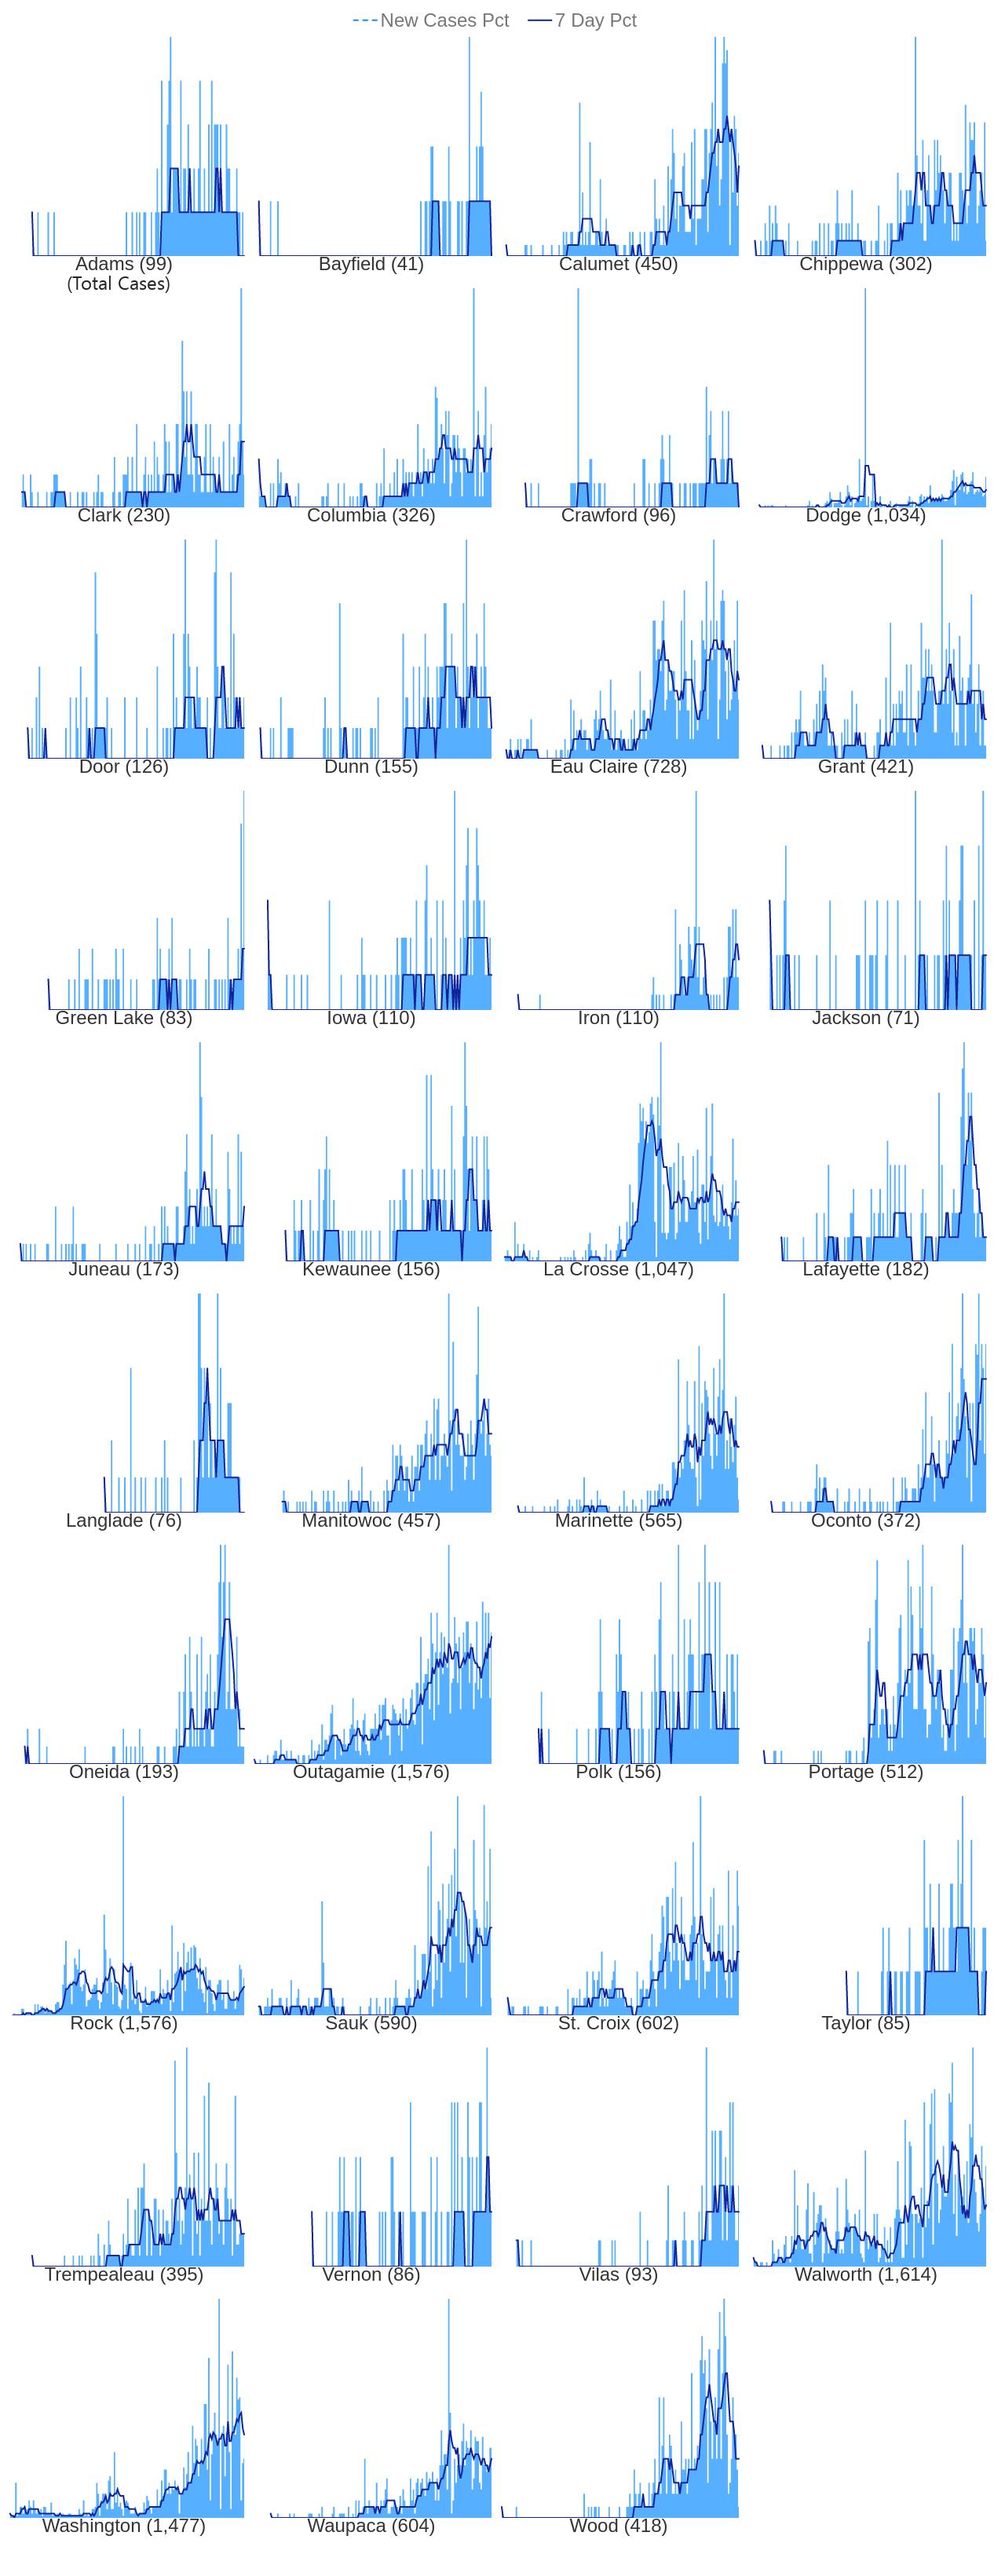 New Cases Pct 7 Day Pct
Adams (99) Bayfield (41) Calumet (450) Chippewa (302)
(Total Cases)
Clark (230) Columbia (326) Crawford (96) Dodge (1,034)
Door (126) Dunn (155) Eau Claire (728) Grant (421)
Green Lake (83) Iowa (110) Iron (110) Jackson (71)
Juneau (173) Kewaunee (156) La Crosse (1,047) Lafayette (182)
Langlade (76) Manitowoc (457) Marinette (565) Oconto (372)
Oneida (193) Outagamie (1,576) Polk (156) Portage (512)
Rock (1,576) Sauk (590) St. Croix (602) Taylor (85)
Trempealeau (395) Vernon (86) Vilas (93) Walworth (1,614)
Washington (1,477) Waupaca (604) Wood (418)